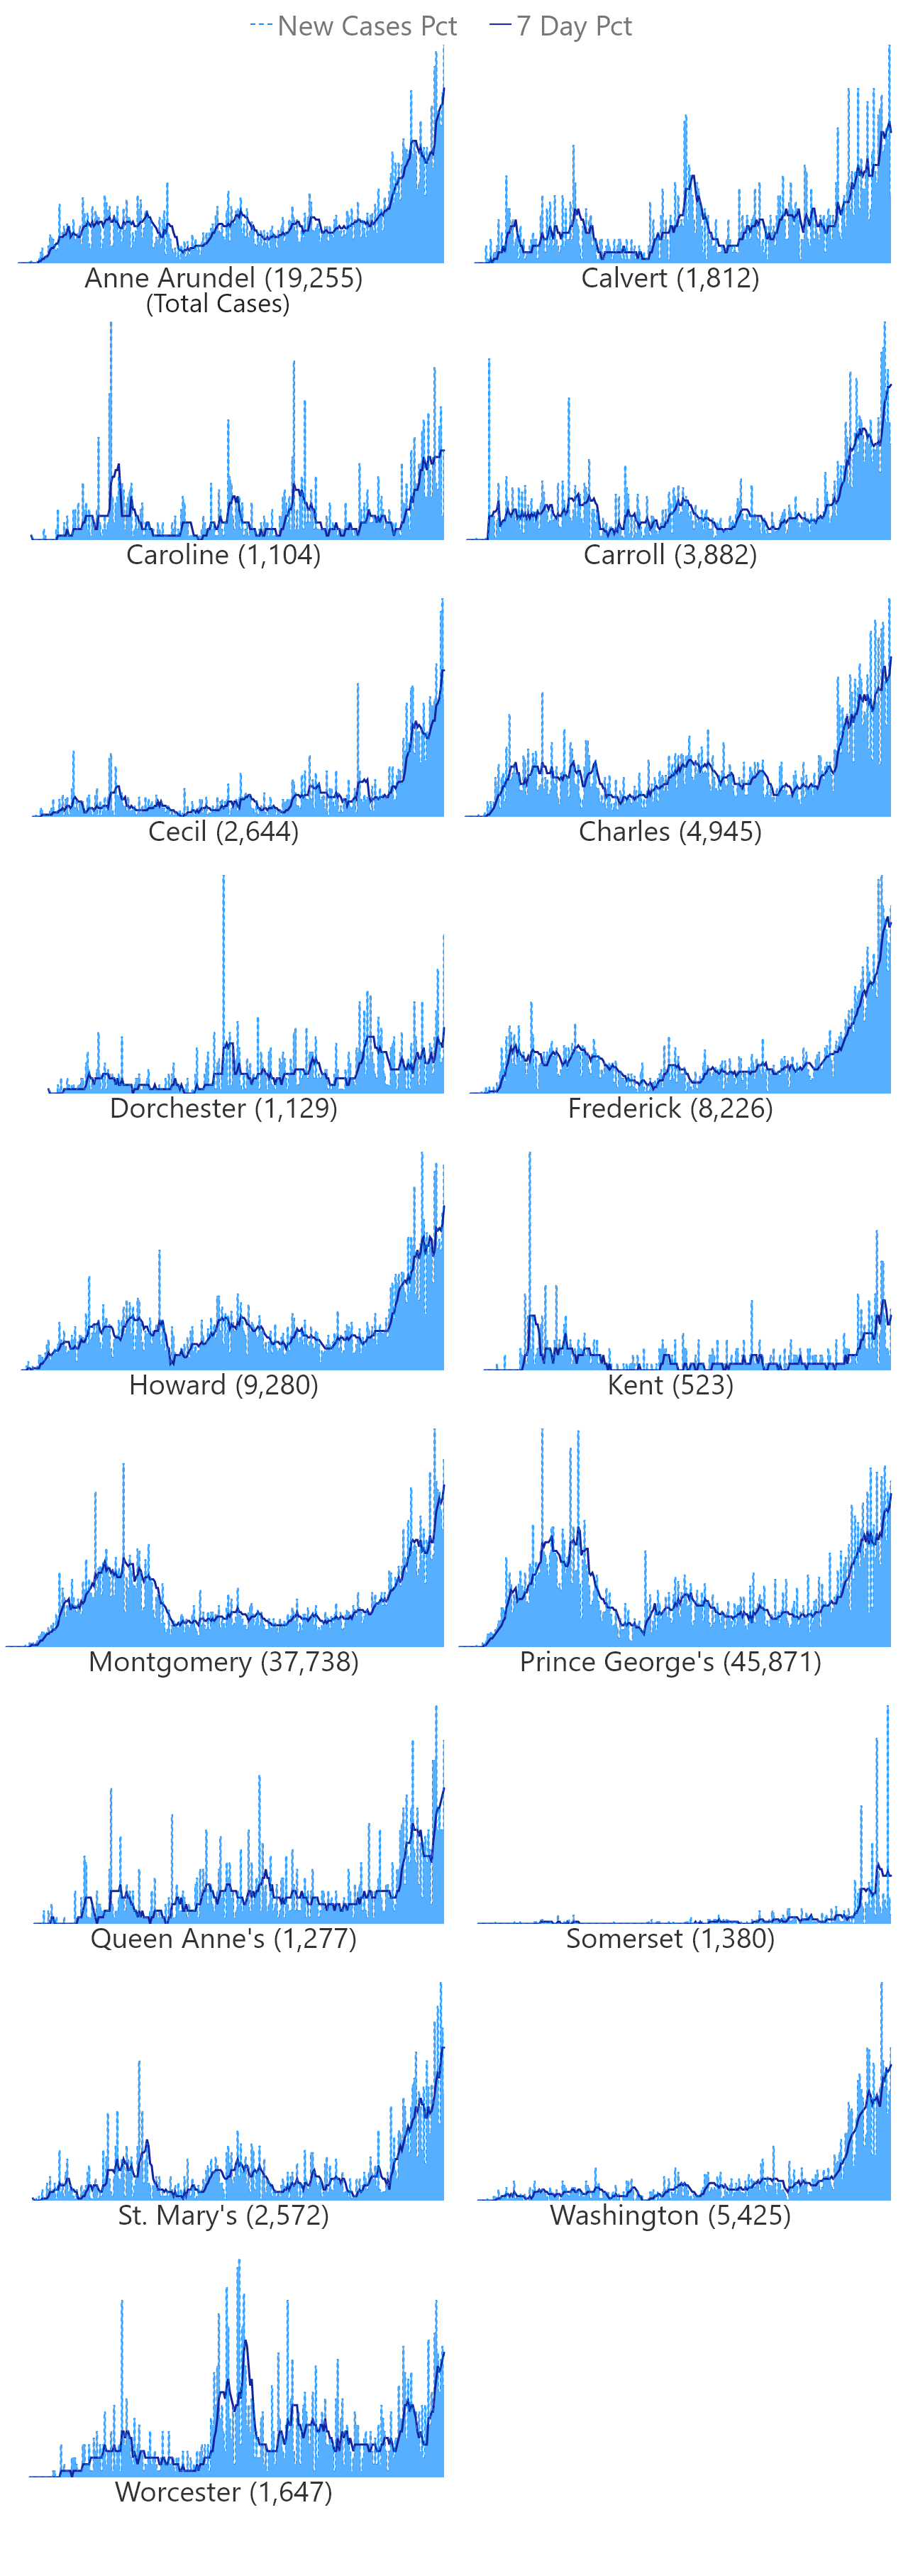 New Cases Pct 7 Day Pct
Anne Arundel (19,255) Calvert (1,812)
(Total Cases)
Caroline (1,104) Carroll (3,882)
Cecil (2,644) Charles (4,945)
Dorchester (1,129) Frederick (8,226)
Howard (9,280) Kent (523)
Montgomery (37,738) Prince George's (45,871)
Queen Anne's (1,277) Somerset (1,380)
St. Mary's (2,572) Washington (5,425)
Worcester (1,647)